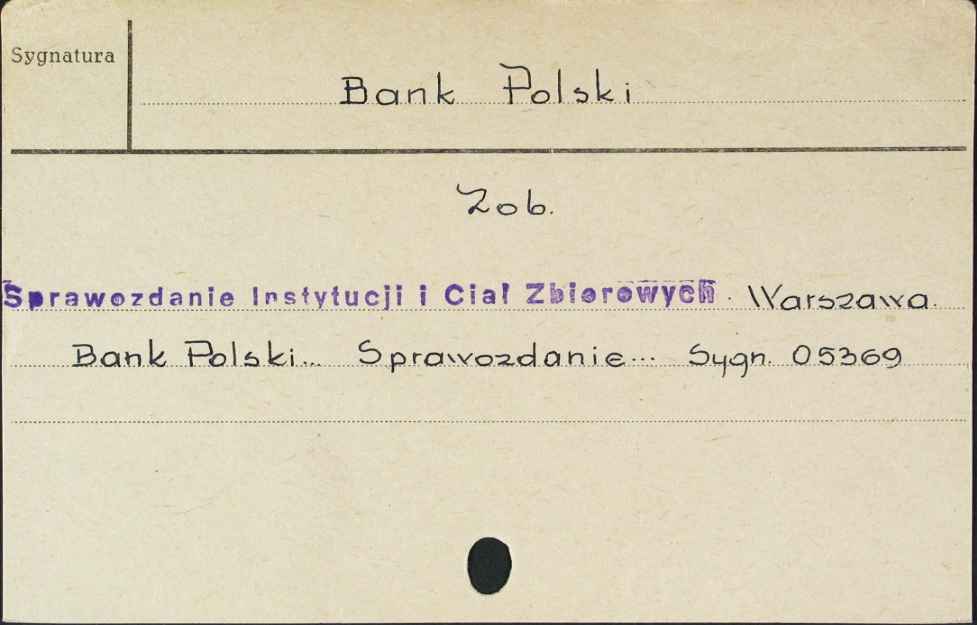 Sygnatura
Bank Polski
Zob.
Sprawozdanie Instytucji i Ciał Zbiorowych. Warszawa.
Bank Polski... Sprawozdanie... Sygn. 05369